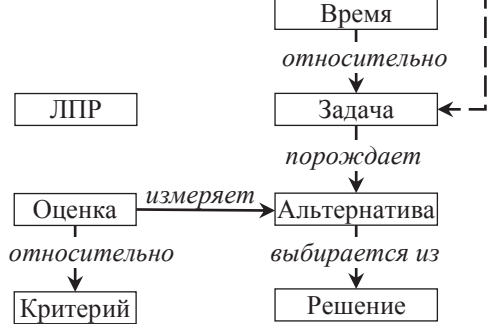 Время
относительно
ЛПР
Задача
порождает
измеряет
Оценка
Альтернатива
относительно
выбирается из
Критерий
Решение